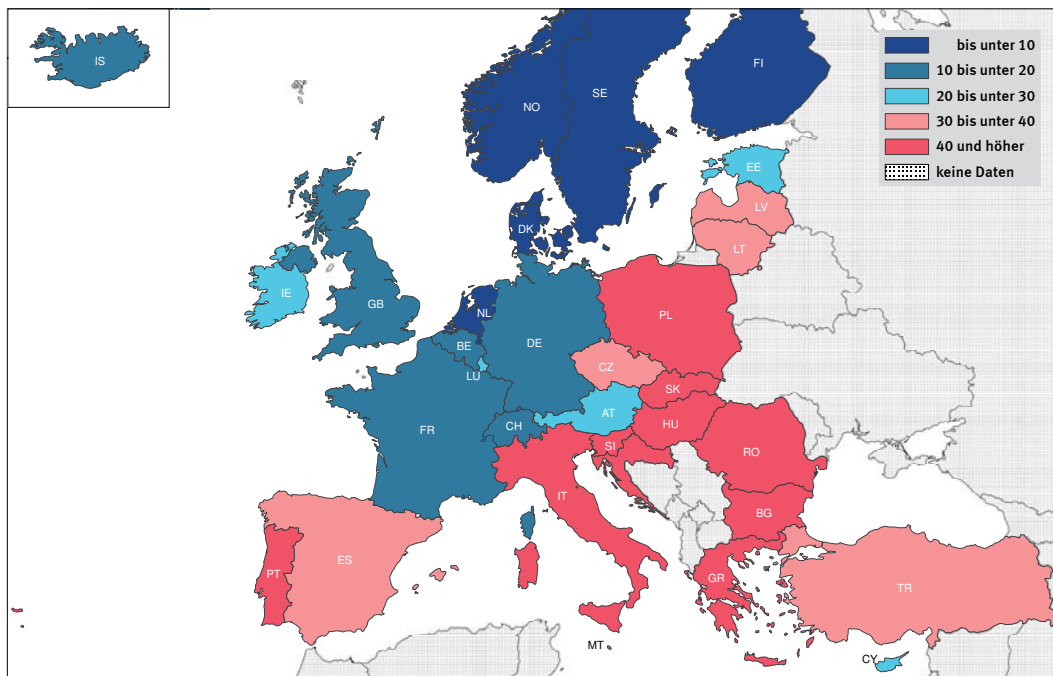 IS
bis unter 10
10 bis unter 20
20 bis unter 30
30 bis unter 40
40 und höher
keine Daten
FI
SE
NO
EE
LV
DK
LT
IE
GB
NL
PL
BE
DE
LU
CZ
SK
AT
HU
FR
CH
SI
RO
IT
BG
ES
PT
GR
TR
MT
CY